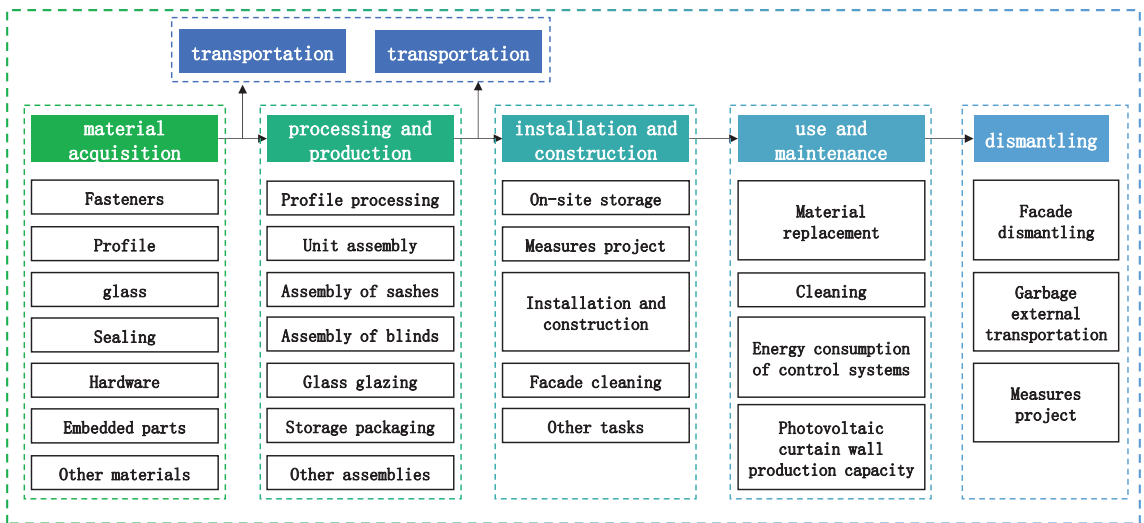 transportation
transportation
material
acquisition
Fasteners
Profile
glass
Sealing
Hardware
Embedded parts
Other materials
processing and
production
Profile processing
Unit assembly
Assembly of sashes
Assembly of blinds
Glass glazing
Storage packaging
Other assemblies
installation and
construction
On-site storage
Measures project
Installation and
construction
Facade cleaning
Other tasks
use and
maintenance
Material
replacement
Cleaning
Energy consumption
of control systems
Photovoltaic
curtain wall
production capacity
dismantling
Facade
dismantling
Garbage
external
transportation
Measures
project